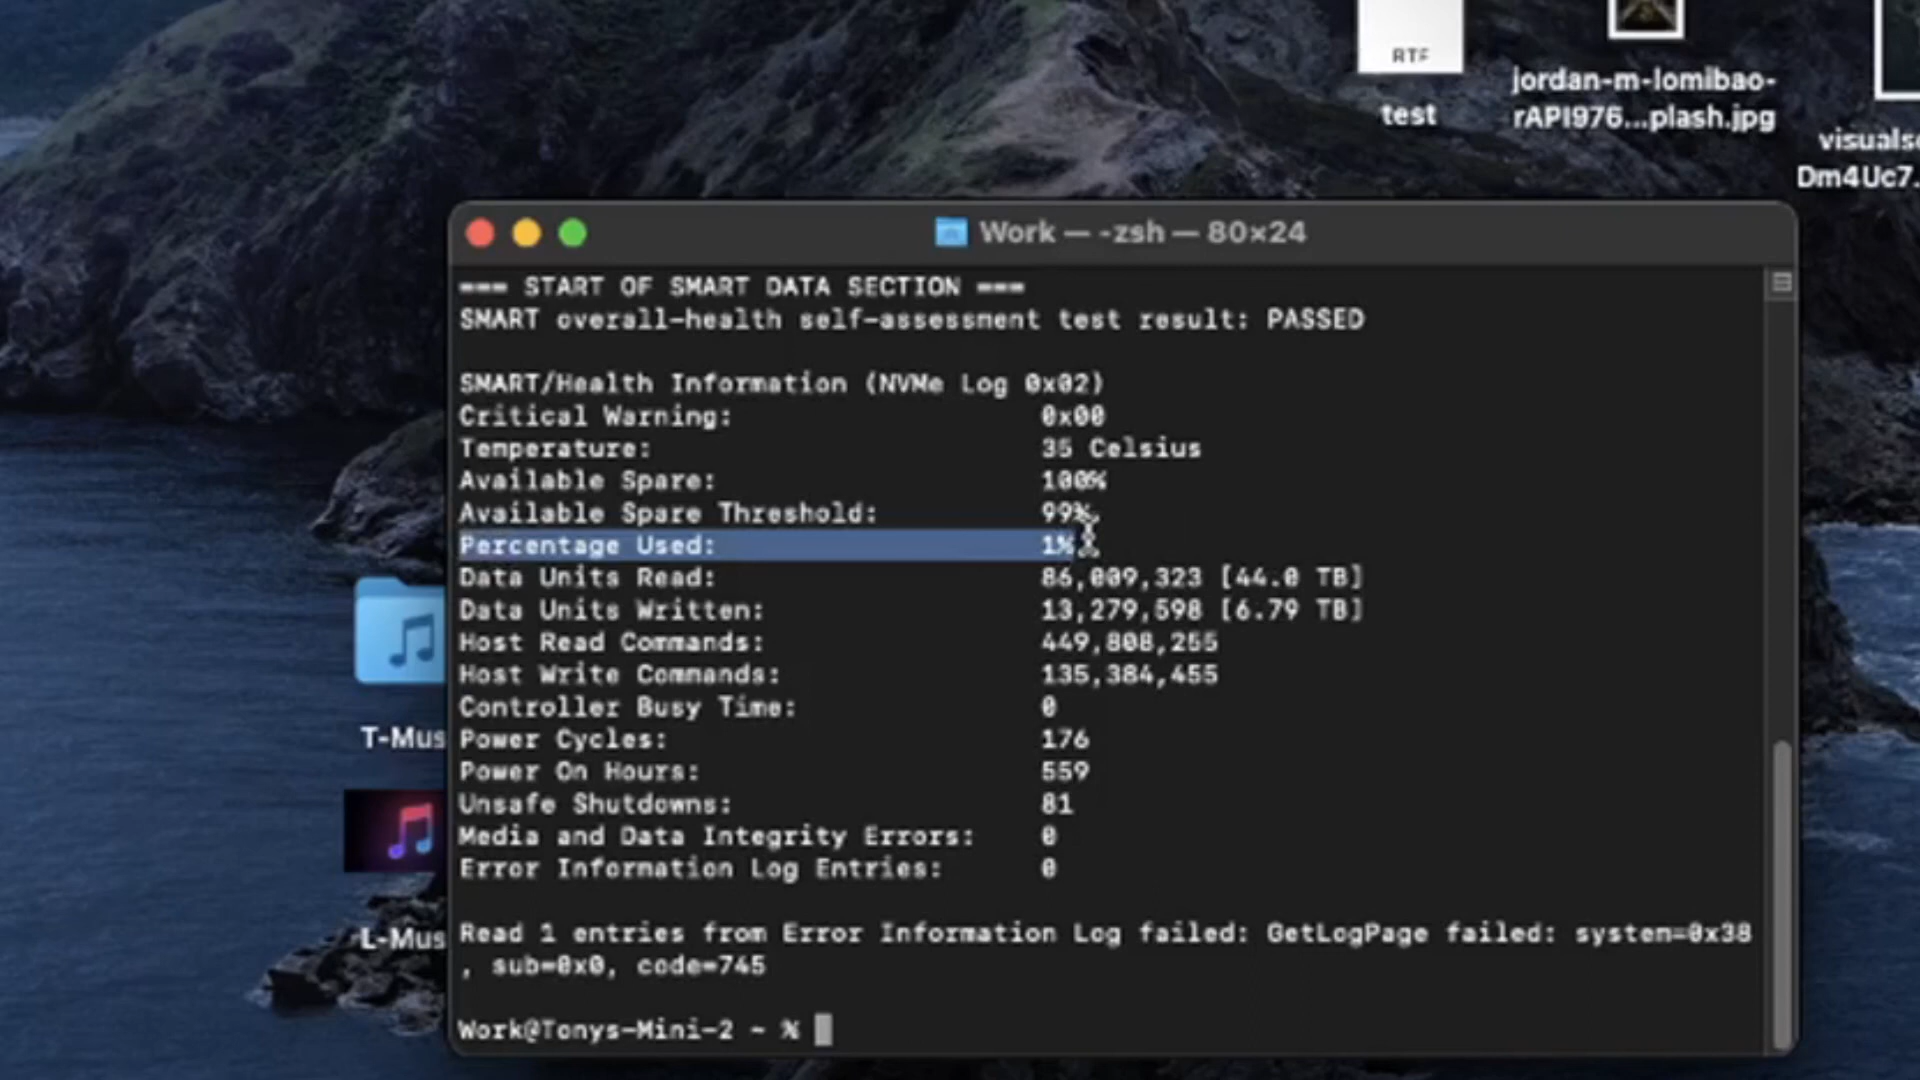 RTF
test
jordan-m-lomibao-
rAPI976...plash.jpg
Dm4Uc7.
Work — -zsh — 80×24
=== START OF SMART DATA SECTION ===
SMART overall-health self-assessment test result: PASSED
SMART/Health Information (NVMe Log 0x02)
Critical Warning: 0x00
Temperature: 35 Celsius
Available Spare: 100%
Available Spare Threshold: 99%
Percentage Used: 1%
Data Units Read: 86,009,323 [44.0 TB]
Data Units Written: 13,279,598 [6.79 TB]
Host Read Commands: 449,808,255
Host Write Commands: 135,384,455
Controller Busy Time: 0
Power Cycles: 176
Power On Hours: 559
Unsafe Shutdowns: 81
Media and Data Integrity Errors: 0
Error Information Log Entries: 0
Read 1 entries from Error Information Log failed: GetLogPage failed: system=0x38
, sub=0x0, code=745
Work@Tonys-Mini-2 ~ %
T-Mus
L-Mus